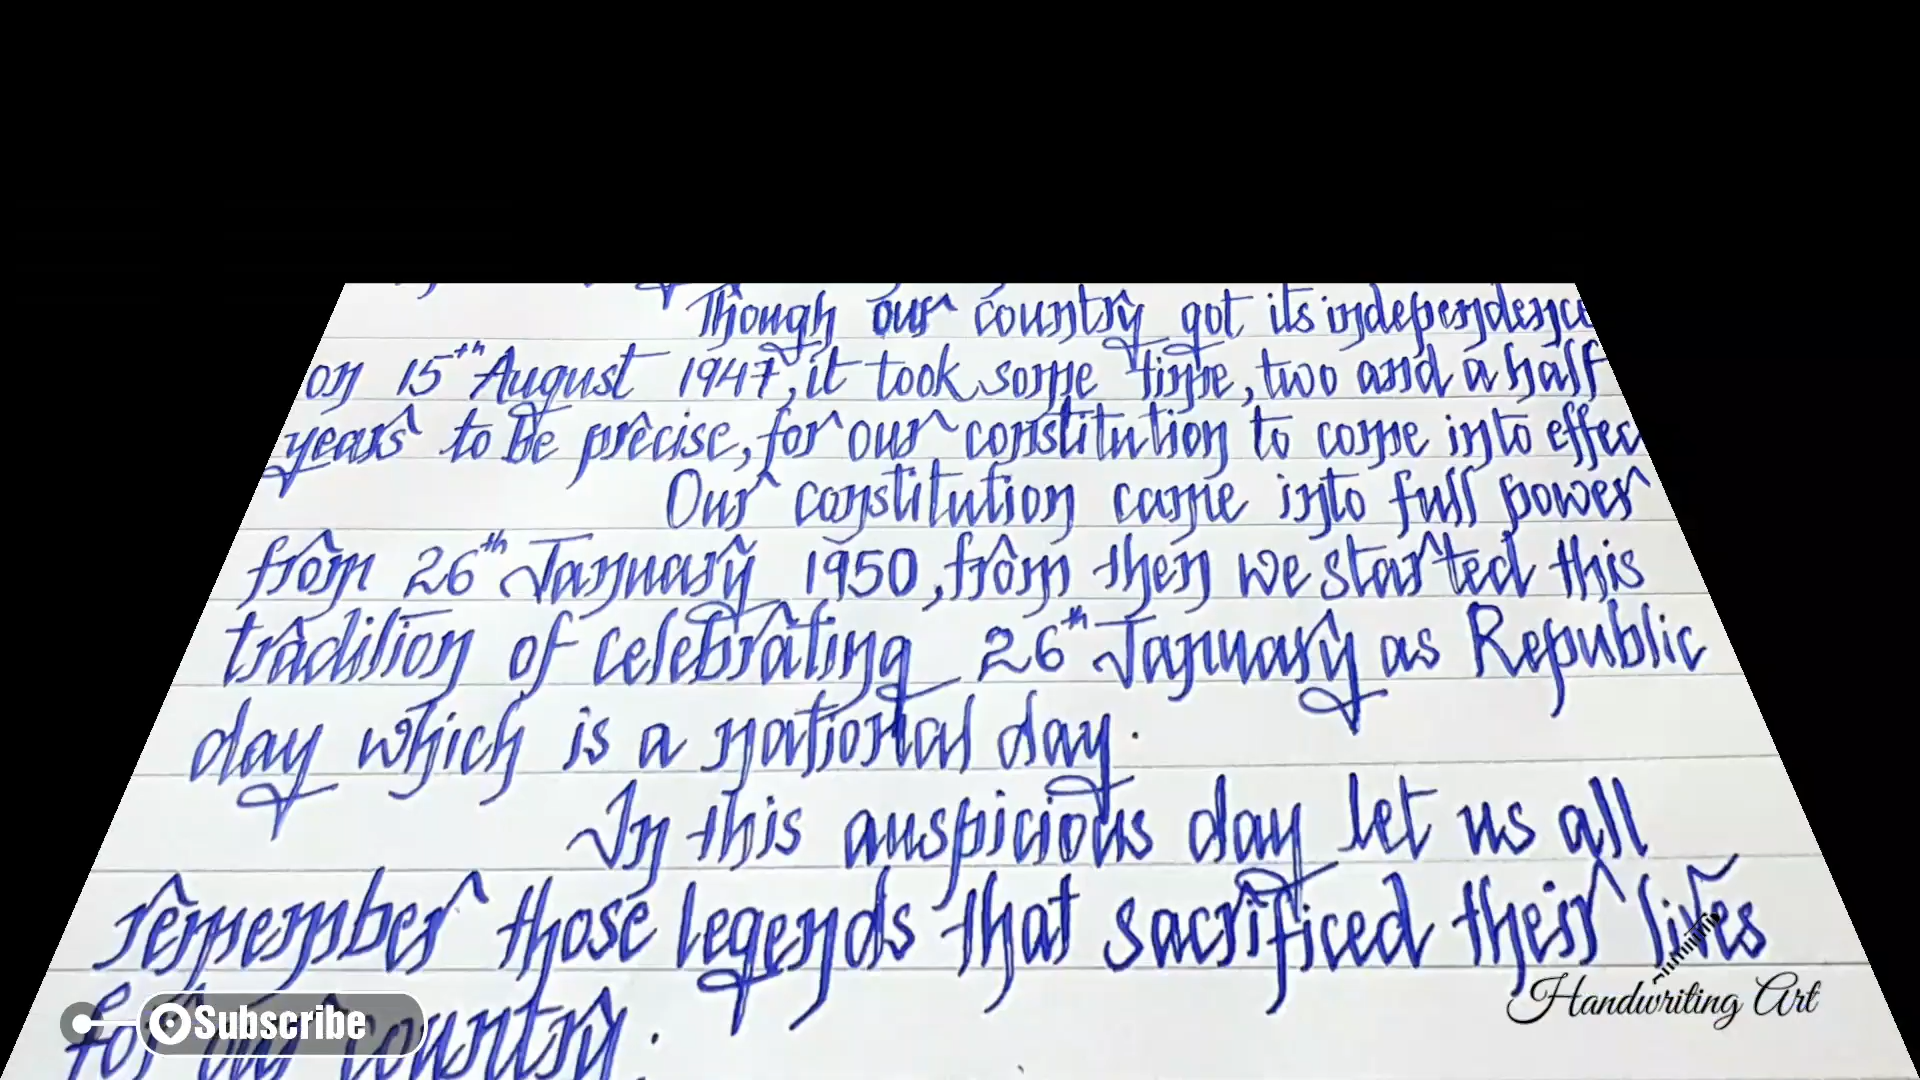 Though our country got its independence
on 15th August 1947, it took some time, two and a half
years to be precise, for our constitution to come into effec
Our constitution came into full power
from 26th January 1950, from then we started this
tradition of celebrating 26th January as Republic
day which is a national day.
In this auspicious day let us all
remember those legends that sacrificed their lives
for our country.
Subscribe
Handwriting Art